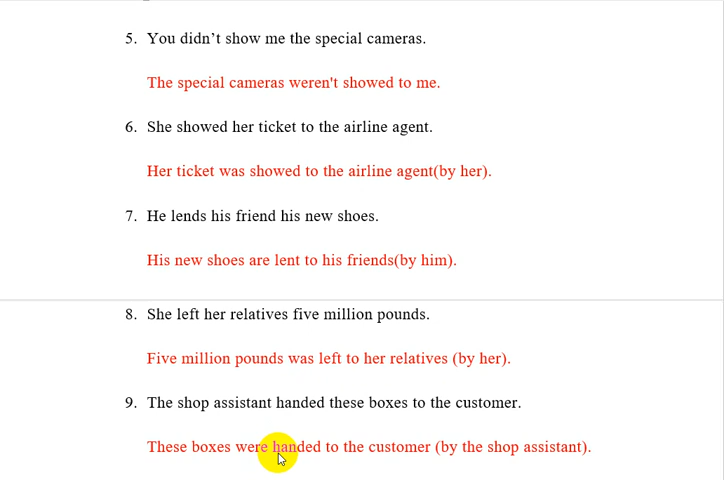 5. You didn’t show me the special cameras.
The special cameras weren't showed to me.
6. She showed her ticket to the airline agent.
Her ticket was showed to the airline agent(by her).
7. He lends his friend his new shoes.
His new shoes are lent to his friends(by him).
8. She left her relatives five million pounds.
Five million pounds was left to her relatives (by her).
9. The shop assistant handed these boxes to the customer.
These boxes were handed to the customer (by the shop assistant).